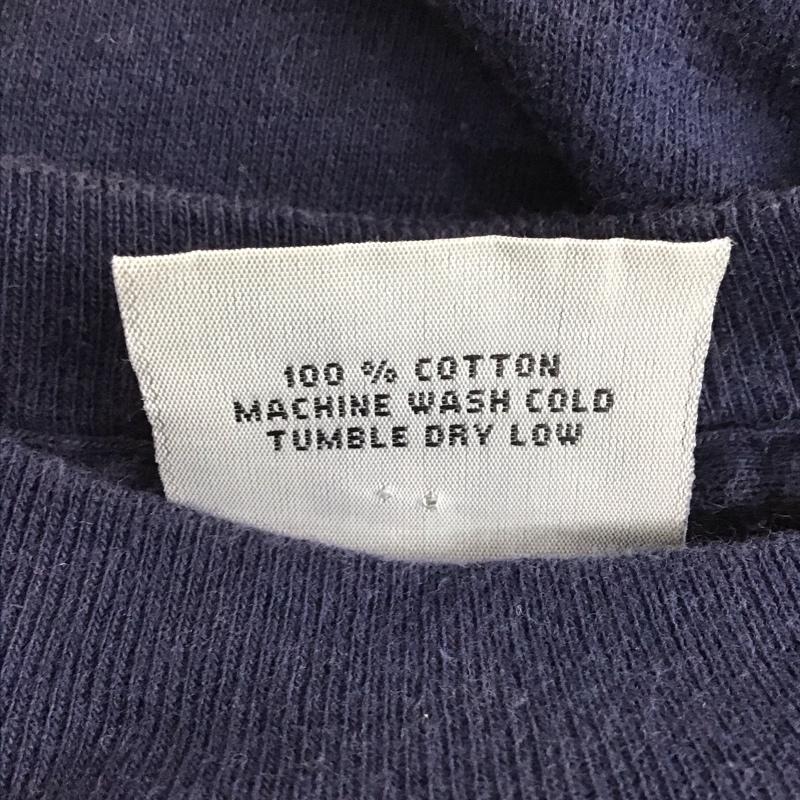 100 % COTTON
MACHINE WASH COLD
TUMBLE DRY LOW